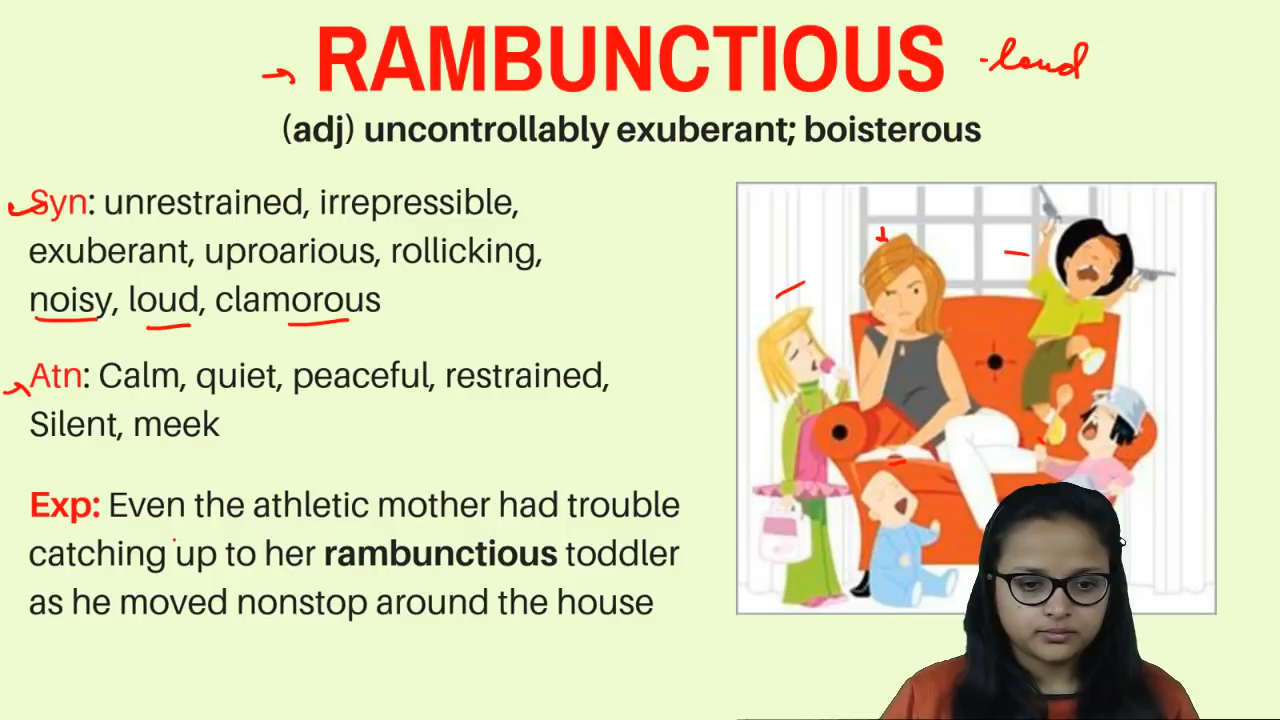 RAMBUNCTIOUS -loud
(adj) uncontrollably exuberant; boisterous
Syn: unrestrained, irrepressible,
exuberant, uproarious, rollicking,
noisy, loud, clamorous
Atn: Calm, quiet, peaceful, restrained,
Silent, meek
Exp: Even the athletic mother had trouble
catching up to her rambunctious toddler
as he moved nonstop around the house